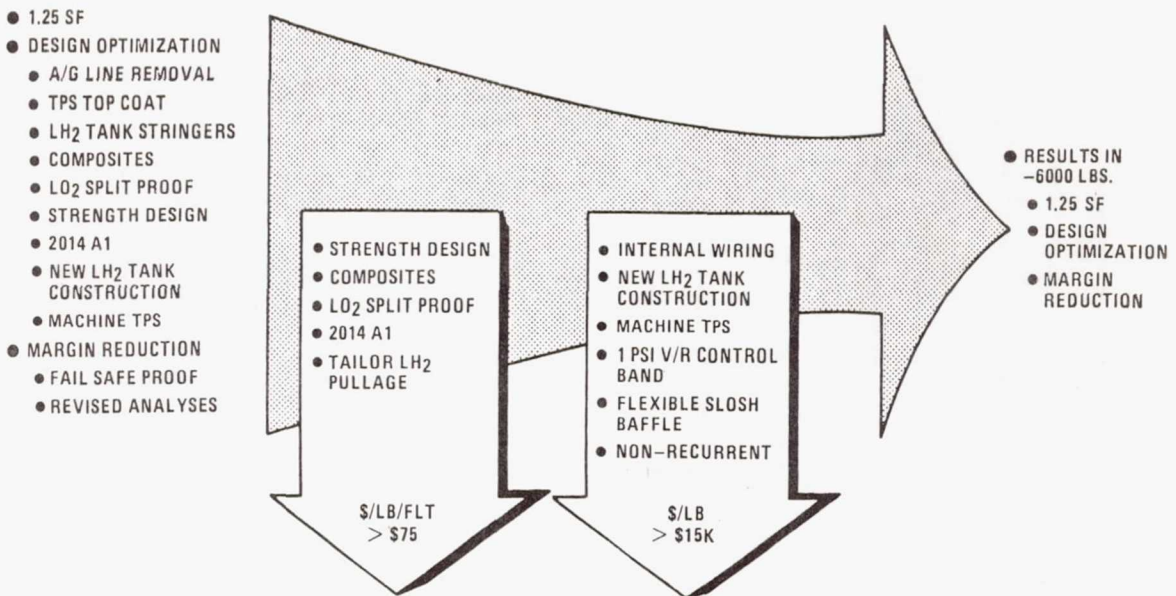 ● 1.25 SF
● DESIGN OPTIMIZATION
● A/G LINE REMOVAL
● TPS TOP COAT
● LH2 TANK STRINGERS
● COMPOSITES
● LO2 SPLIT PROOF
● STRENGTH DESIGN
● 2014 A1
● NEW LH2 TANK
CONSTRUCTION
● MACHINE TPS
● MARGIN REDUCTION
● FAIL SAFE PROOF
● REVISED ANALYSES
● STRENGTH DESIGN
● COMPOSITES
● LO2 SPLIT PROOF
● 2014 A1
● TAILOR LH2
PULLAGE
$/LB/FLT
> $75
● INTERNAL WIRING
● NEW LH2 TANK
CONSTRUCTION
● MACHINE TPS
● 1 PSI V/R CONTROL
BAND
● FLEXIBLE SLOSH
BAFFLE
● NON-RECURRENT
$/LB
> $15K
● RESULTS IN
-6000 LBS.
● 1.25 SF
● DESIGN
OPTIMIZATION
● MARGIN
REDUCTION